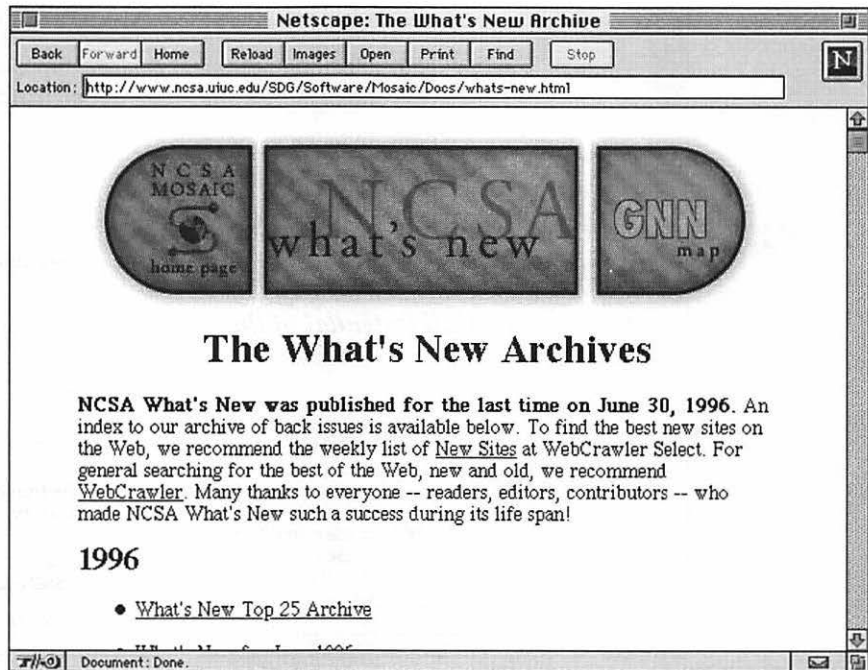 Netscape: The What's New Archive
Back Forward Home Reload Images Open Print Find Stop
N
Location: http://www.ncsa.uiuc.edu/SDG/Software/Mosaic/Docs/whats-new.html
NCSA
MOSAIC
home page
NCSA
what's new
GNN
map
The What's New Archives
NCSA What's New was published for the last time on June 30, 1996. An
index to our archive of back issues is available below. To find the best new sites on
the Web, we recommend the weekly list of New Sites at WebCrawler Select. For
general searching for the best of the Web, new and old, we recommend
WebCrawler. Many thanks to everyone -- readers, editors, contributors -- who
made NCSA What's New such a success during its life span!
1996
• What's New Top 25 Archive
Document: Done.